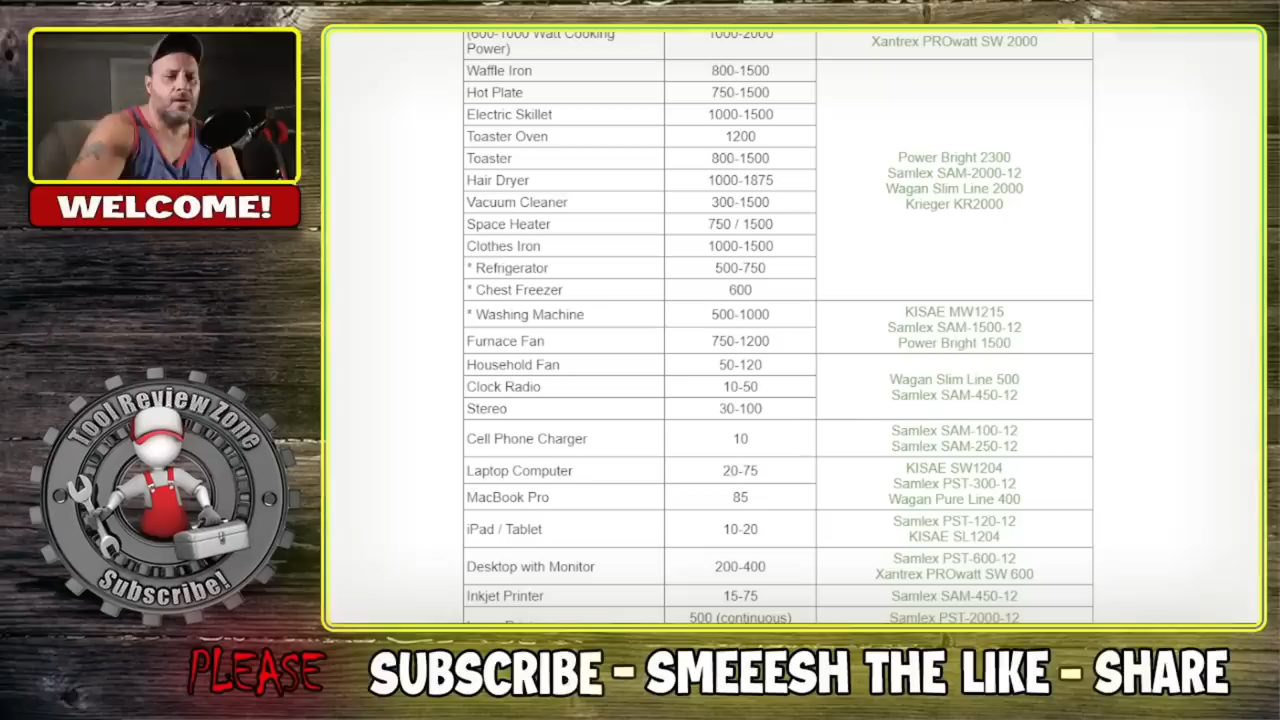 (600-1000 Watt Cooking
Power)
1000-2000
Xantrex PROwatt SW 2000
Waffle Iron 800-1500
Hot Plate 750-1500
Electric Skillet 1000-1500
Toaster Oven 1200
Toaster 800-1500
Hair Dryer 1000-1875
Vacuum Cleaner 300-1500
Space Heater 750 / 1500
Clothes Iron 1000-1500
* Refrigerator 500-750
* Chest Freezer 600
Power Bright 2300
Samlex SAM-2000-12
Wagan Slim Line 2000
Krieger KR2000
* Washing Machine 500-1000
Furnace Fan 750-1200
KISAE MW1215
Samlex SAM-1500-12
Power Bright 1500
Household Fan 50-120
Clock Radio 10-50
Stereo 30-100
Wagan Slim Line 500
Samlex SAM-450-12
Cell Phone Charger 10
Samlex SAM-100-12
Samlex SAM-250-12
Laptop Computer 20-75
MacBook Pro 85
KISAE SW1204
Samlex PST-300-12
Wagan Pure Line 400
iPad / Tablet 10-20
Samlex PST-120-12
KISAE SL1204
Desktop with Monitor 200-400
Samlex PST-600-12
Xantrex PROwatt SW 600
Inkjet Printer 15-75 Samlex SAM-450-12
500 (continuous) Samlex PST-2000-12
WELCOME!
Tool Review Zone
Subscribe!
PLEASE SUBSCRIBE - SMEEESH THE LIKE - SHARE